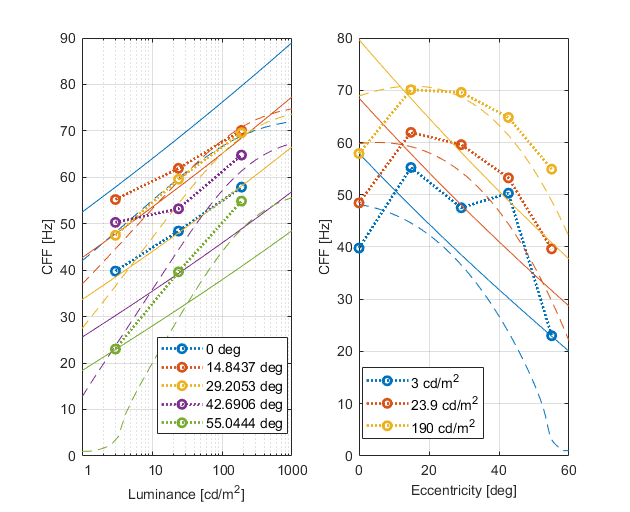 90
80
70
60
50
40
30
20
10
0
CFF [Hz]
1
10
100
1000
Luminance [cd/m²]
0 deg
14.8437 deg
29.2053 deg
42.6906 deg
55.0444 deg
80
70
60
50
40
30
20
10
0
CFF [Hz]
0
20
40
60
Eccentricity [deg]
3 cd/m²
23.9 cd/m²
190 cd/m²